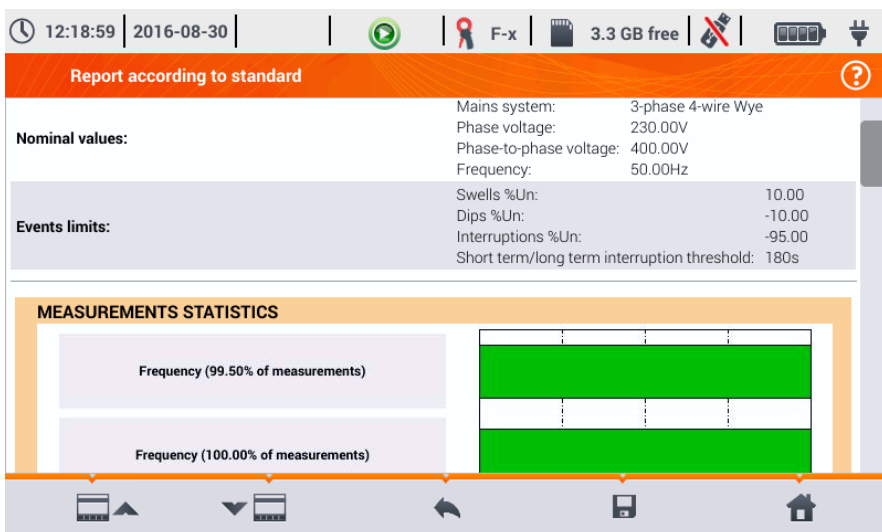 12:18:59 2016-08-30 F-x 3.3 GB free
Report according to standard ?
Nominal values:
Mains system: 3-phase 4-wire Wye
Phase voltage: 230.00V
Phase-to-phase voltage: 400.00V
Frequency: 50.00Hz
Events limits:
Swells %Un: 10.00
Dips %Un: -10.00
Interruptions %Un: -95.00
Short term/long term interruption threshold: 180s
MEASUREMENTS STATISTICS
Frequency (99.50% of measurements)
Frequency (100.00% of measurements)